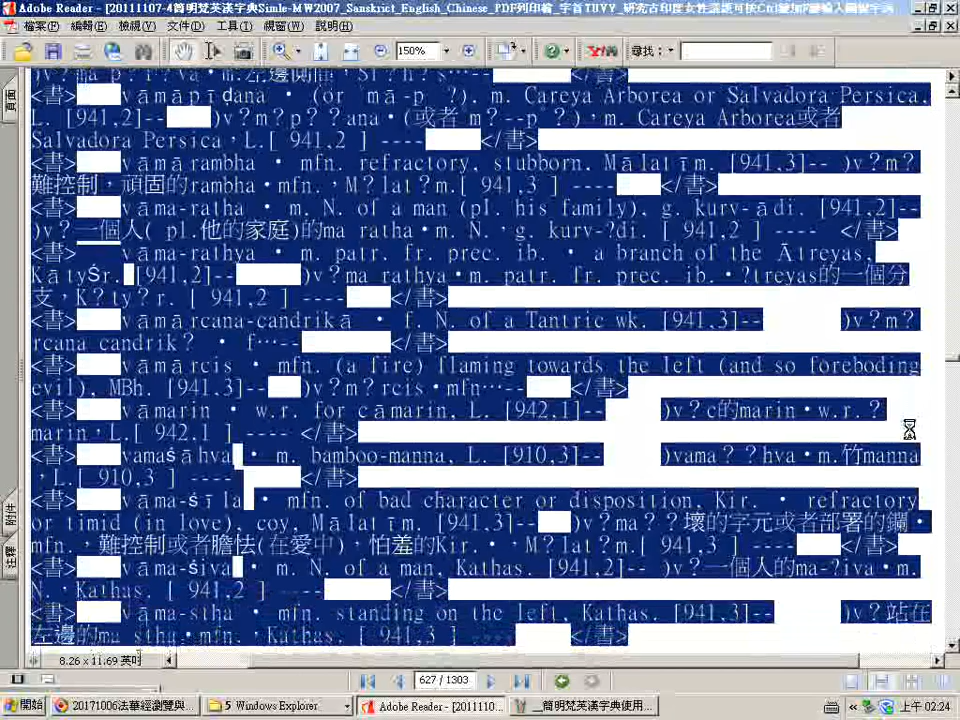 Adobe Reader - [20111107-4簡明梵英漢字典Simle-MW2007_Sanskrict_English_Chinese_PDF列印檔_字首TUVY_研究古印度女性議題可按Ctrl鍵加F鍵輸入關鍵字搜
檔案(F) 編輯(E) 檢視(V) 文件(D) 工具(T) 視窗(W) 說明(H)
150% 尋找：
<書> vāmāpīḍana • (or mā-p ?), m. Careya Arborea or Salvadora Persica,
L. [941,2]-- )v?m?p??ana•(或者 m?--p ?)，m. Careya Arborea或者
Salvadora Persica，L.[ 941,2 ] ---- </書>
<書> vāmārambha • mfn. refractory, stubborn. Mālatīm. [941,3]-- )v?m?
難控制，頑固的rambha•mfn.，M?lat?m.[ 941,3 ] ---- </書>
<書> vāma-ratha • m. N. of a man (pl. his family), g. kurv-ādi. [941,2]--
)v?一個人( pl.他的家庭)的ma ratha•m. N.，g. kurv-?di. [ 941,2 ] ---- </書>
<書> vāma-rathya • m. patr. fr. prec. ib. • a branch of the Ātreyas,
KātyŚr. [941,2]-- )v?ma rathya•m. patr. fr. prec. ib. •?treyas的一個分
支，K?ty?r. [ 941,2 ] ---- </書>
<書> vāmārcana-candrikā • f. N. of a Tantric wk. [941,3]-- )v?m?
rcana candrik? • f…-- </書>
<書> vāmārcis • mfn. (a fire) flaming towards the left (and so foreboding
evil), MBh. [941,3]-- )v?m?rcis•mfn…-- </書>
<書> vāmarin • w.r. for cāmarin, L. [942,1]-- )v?c的marin•w.r.?
marin，L.[ 942,1 ] ---- </書>
<書> vamaśāhva • m. bamboo-manna, L. [910,3]-- )vama??hva•m.竹manna
，L.[ 910,3 ] ---- </書>
<書> vāma-śīla • mfn. of bad character or disposition, Kir. • refractory
or timid (in love), coy, Mālatīm. [941,3]-- )v?ma??壞的字元或者部署的鑭•
mfn.，難控制或者膽怯(在愛中)，怕羞的Kir.•，M?lat?m.[ 941,3 ] ---- </書>
<書> vāma-śiva • m. N. of a man, Kathas. [941,2]-- )v?一個人的ma-?iva•m.
N.，Kathas. [ 941,2 ] ---- </書>
<書> vāma-stha • mfn. standing on the left, Kathas. [941,3]-- )v?站在
左邊的ma stha•mfn.，Kathas. [ 941,3 ] ---- </書>
頁面
附件
註釋
8.26 x 11.69 英吋
627 / 1303
開始 20171006法華經瀏覽與... 5 Windows Explorer Adobe Reader - [2011110... __簡明梵英漢字典使用... 上午 02:24